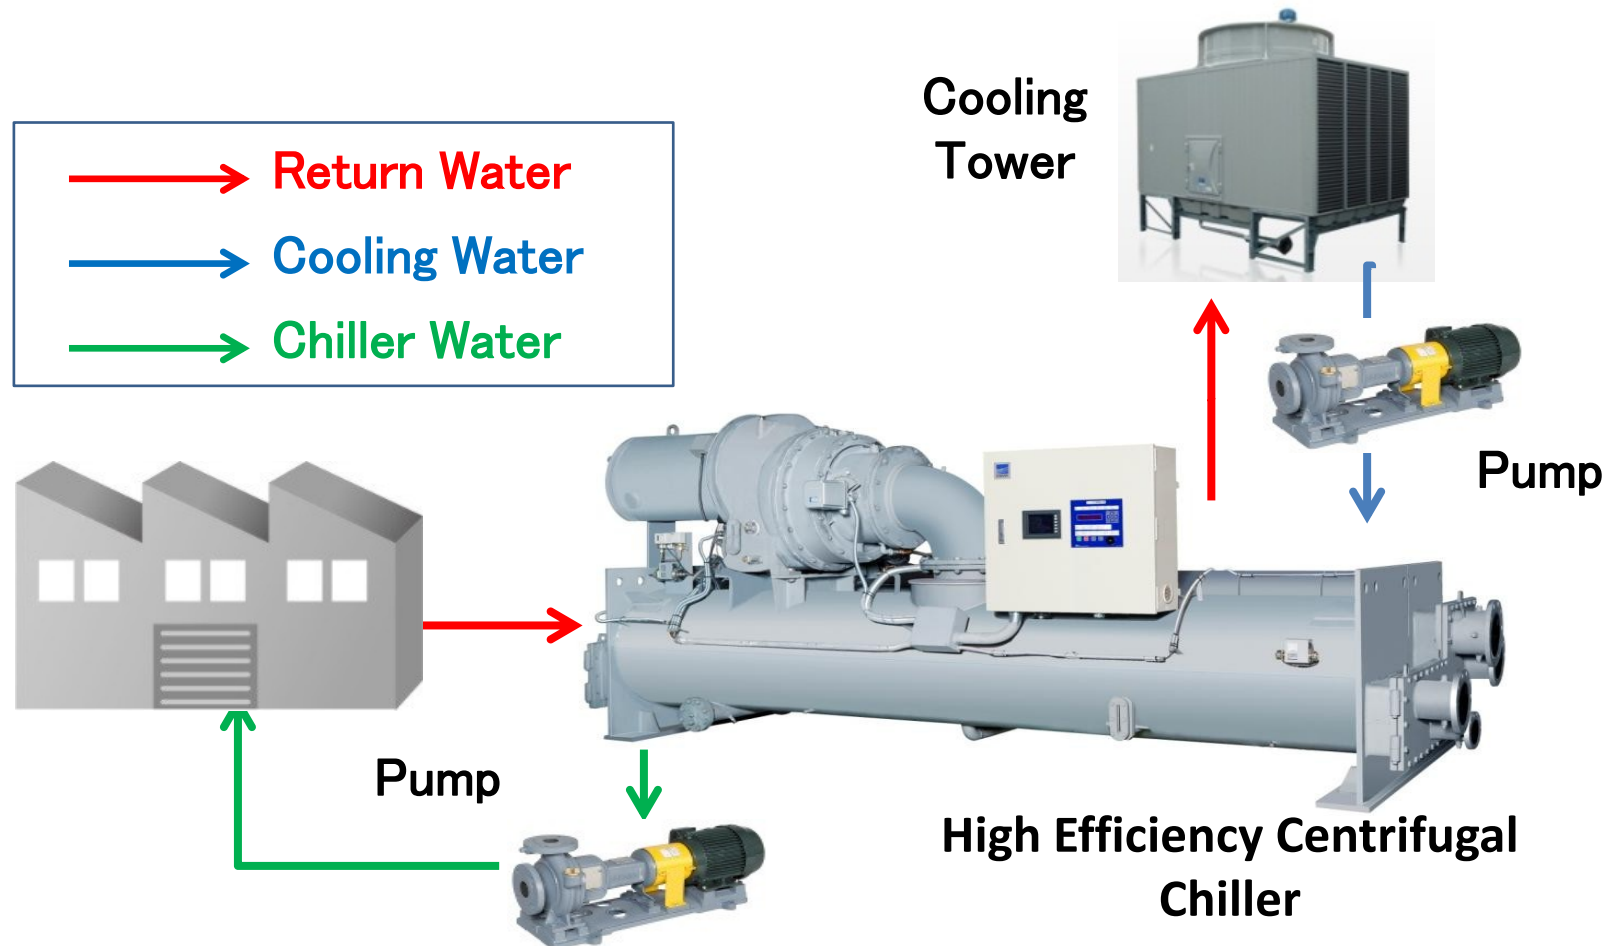 Cooling
Tower
Return Water
Cooling Water
Chiller Water
Pump
Pump
High Efficiency Centrifugal
Chiller